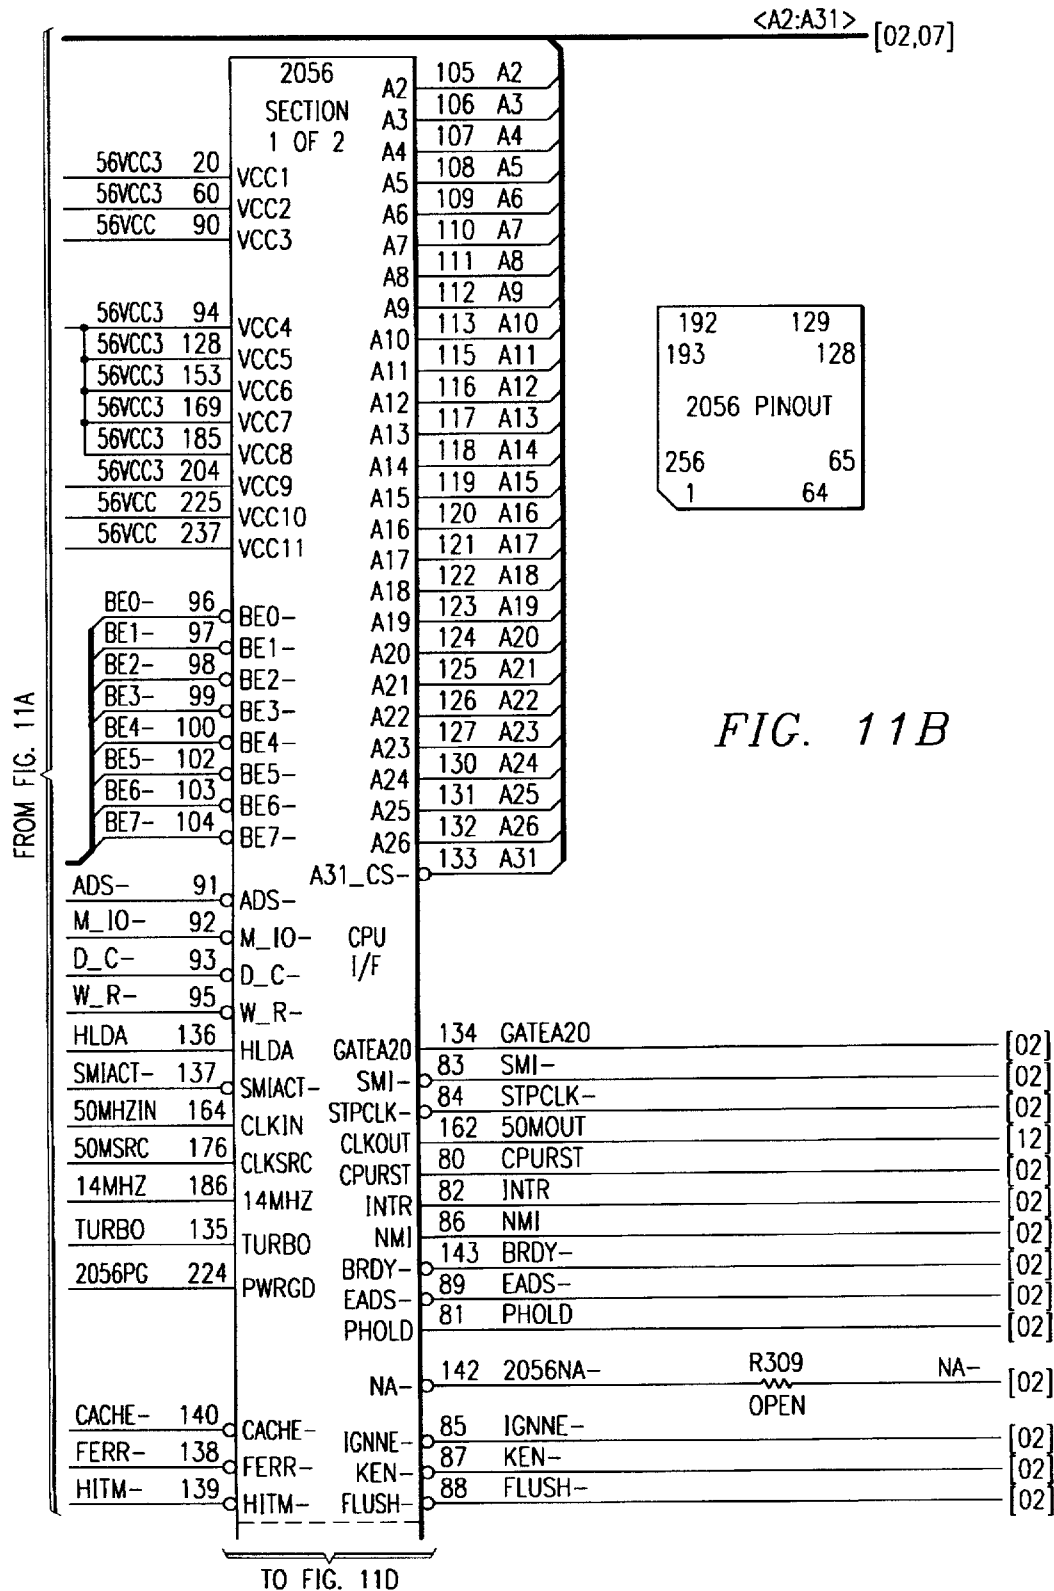 <A2:A31> [02,07]
2056
SECTION
1 OF 2
56VCC3 20 VCC1
56VCC3 60 VCC2
56VCC 90 VCC3
56VCC3 94 VCC4
56VCC3 128 VCC5
56VCC3 153 VCC6
56VCC3 169 VCC7
56VCC3 185 VCC8
56VCC3 204 VCC9
56VCC 225 VCC10
56VCC 237 VCC11
BE0- 96 BE0-
BE1- 97 BE1-
BE2- 98 BE2-
BE3- 99 BE3-
BE4- 100 BE4-
BE5- 102 BE5-
BE6- 103 BE6-
BE7- 104 BE7-
ADS- 91 ADS-
M_IO- 92 M_IO-
D_C- 93 D_C-
W_R- 95 W_R-
HLDA 136 HLDA
SMIACT- 137 SMIACT-
50MHZIN 164 CLKIN
50MSRC 176 CLKSRC
14MHZ 186 14MHZ
TURBO 135 TURBO
2056PG 224 PWRGD
CACHE- 140 CACHE-
FERR- 138 FERR-
HITM- 139 HITM-
A2 105 A2
A3 106 A3
A4 107 A4
A5 108 A5
A6 109 A6
A7 110 A7
A8 111 A8
A9 112 A9
A10 113 A10
A11 115 A11
A12 116 A12
A13 117 A13
A14 118 A14
A15 119 A15
A16 120 A16
A17 121 A17
A18 122 A18
A19 123 A19
A20 124 A20
A21 125 A21
A22 126 A22
A23 127 A23
A24 130 A24
A25 131 A25
A26 132 A26
A31_CS- 133 A31
CPU
I/F
GATEA20 134 GATEA20 [02]
SMI- 83 SMI- [02]
STPCLK- 84 STPCLK- [02]
CLKOUT 162 50MOUT [12]
CPURST 80 CPURST [02]
INTR 82 INTR [02]
NMI 86 NMI [02]
BRDY- 143 BRDY- [02]
EADS- 89 EADS- [02]
PHOLD 81 PHOLD [02]
NA- 142 2056NA- R309 OPEN NA- [02]
IGNNE- 85 IGNNE- [02]
KEN- 87 KEN- [02]
FLUSH- 88 FLUSH- [02]
192 129
193 128
2056 PINOUT
256 65
1 64
FIG. 11B
FROM FIG. 11A
TO FIG. 11D